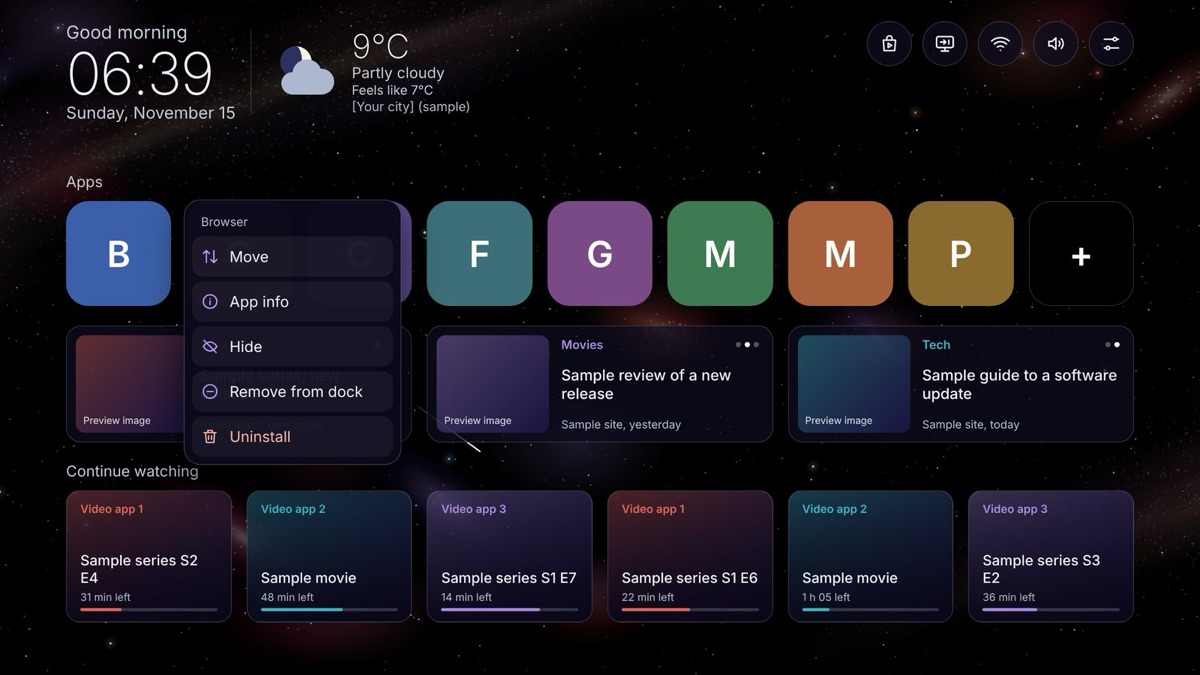 Good morning
06:39
Sunday, November 15
9°C
Partly cloudy
Feels like 7°C
[Your city] (sample)
Apps
B
C
F
G
M
M
P
+
Browser
Move
App info
Hide
Remove from dock
Uninstall
Preview image
Preview image
Movies
Sample review of a new
release
Sample site, yesterday
Preview image
Tech
Sample guide to a software
update
Sample site, today
Continue watching
Video app 1
Sample series S2
E4
31 min left
Video app 2
Sample movie
48 min left
Video app 3
Sample series S1 E7
14 min left
Video app 1
Sample series S1 E6
22 min left
Video app 2
Sample movie
1 h 05 left
Video app 3
Sample series S3
E2
36 min left